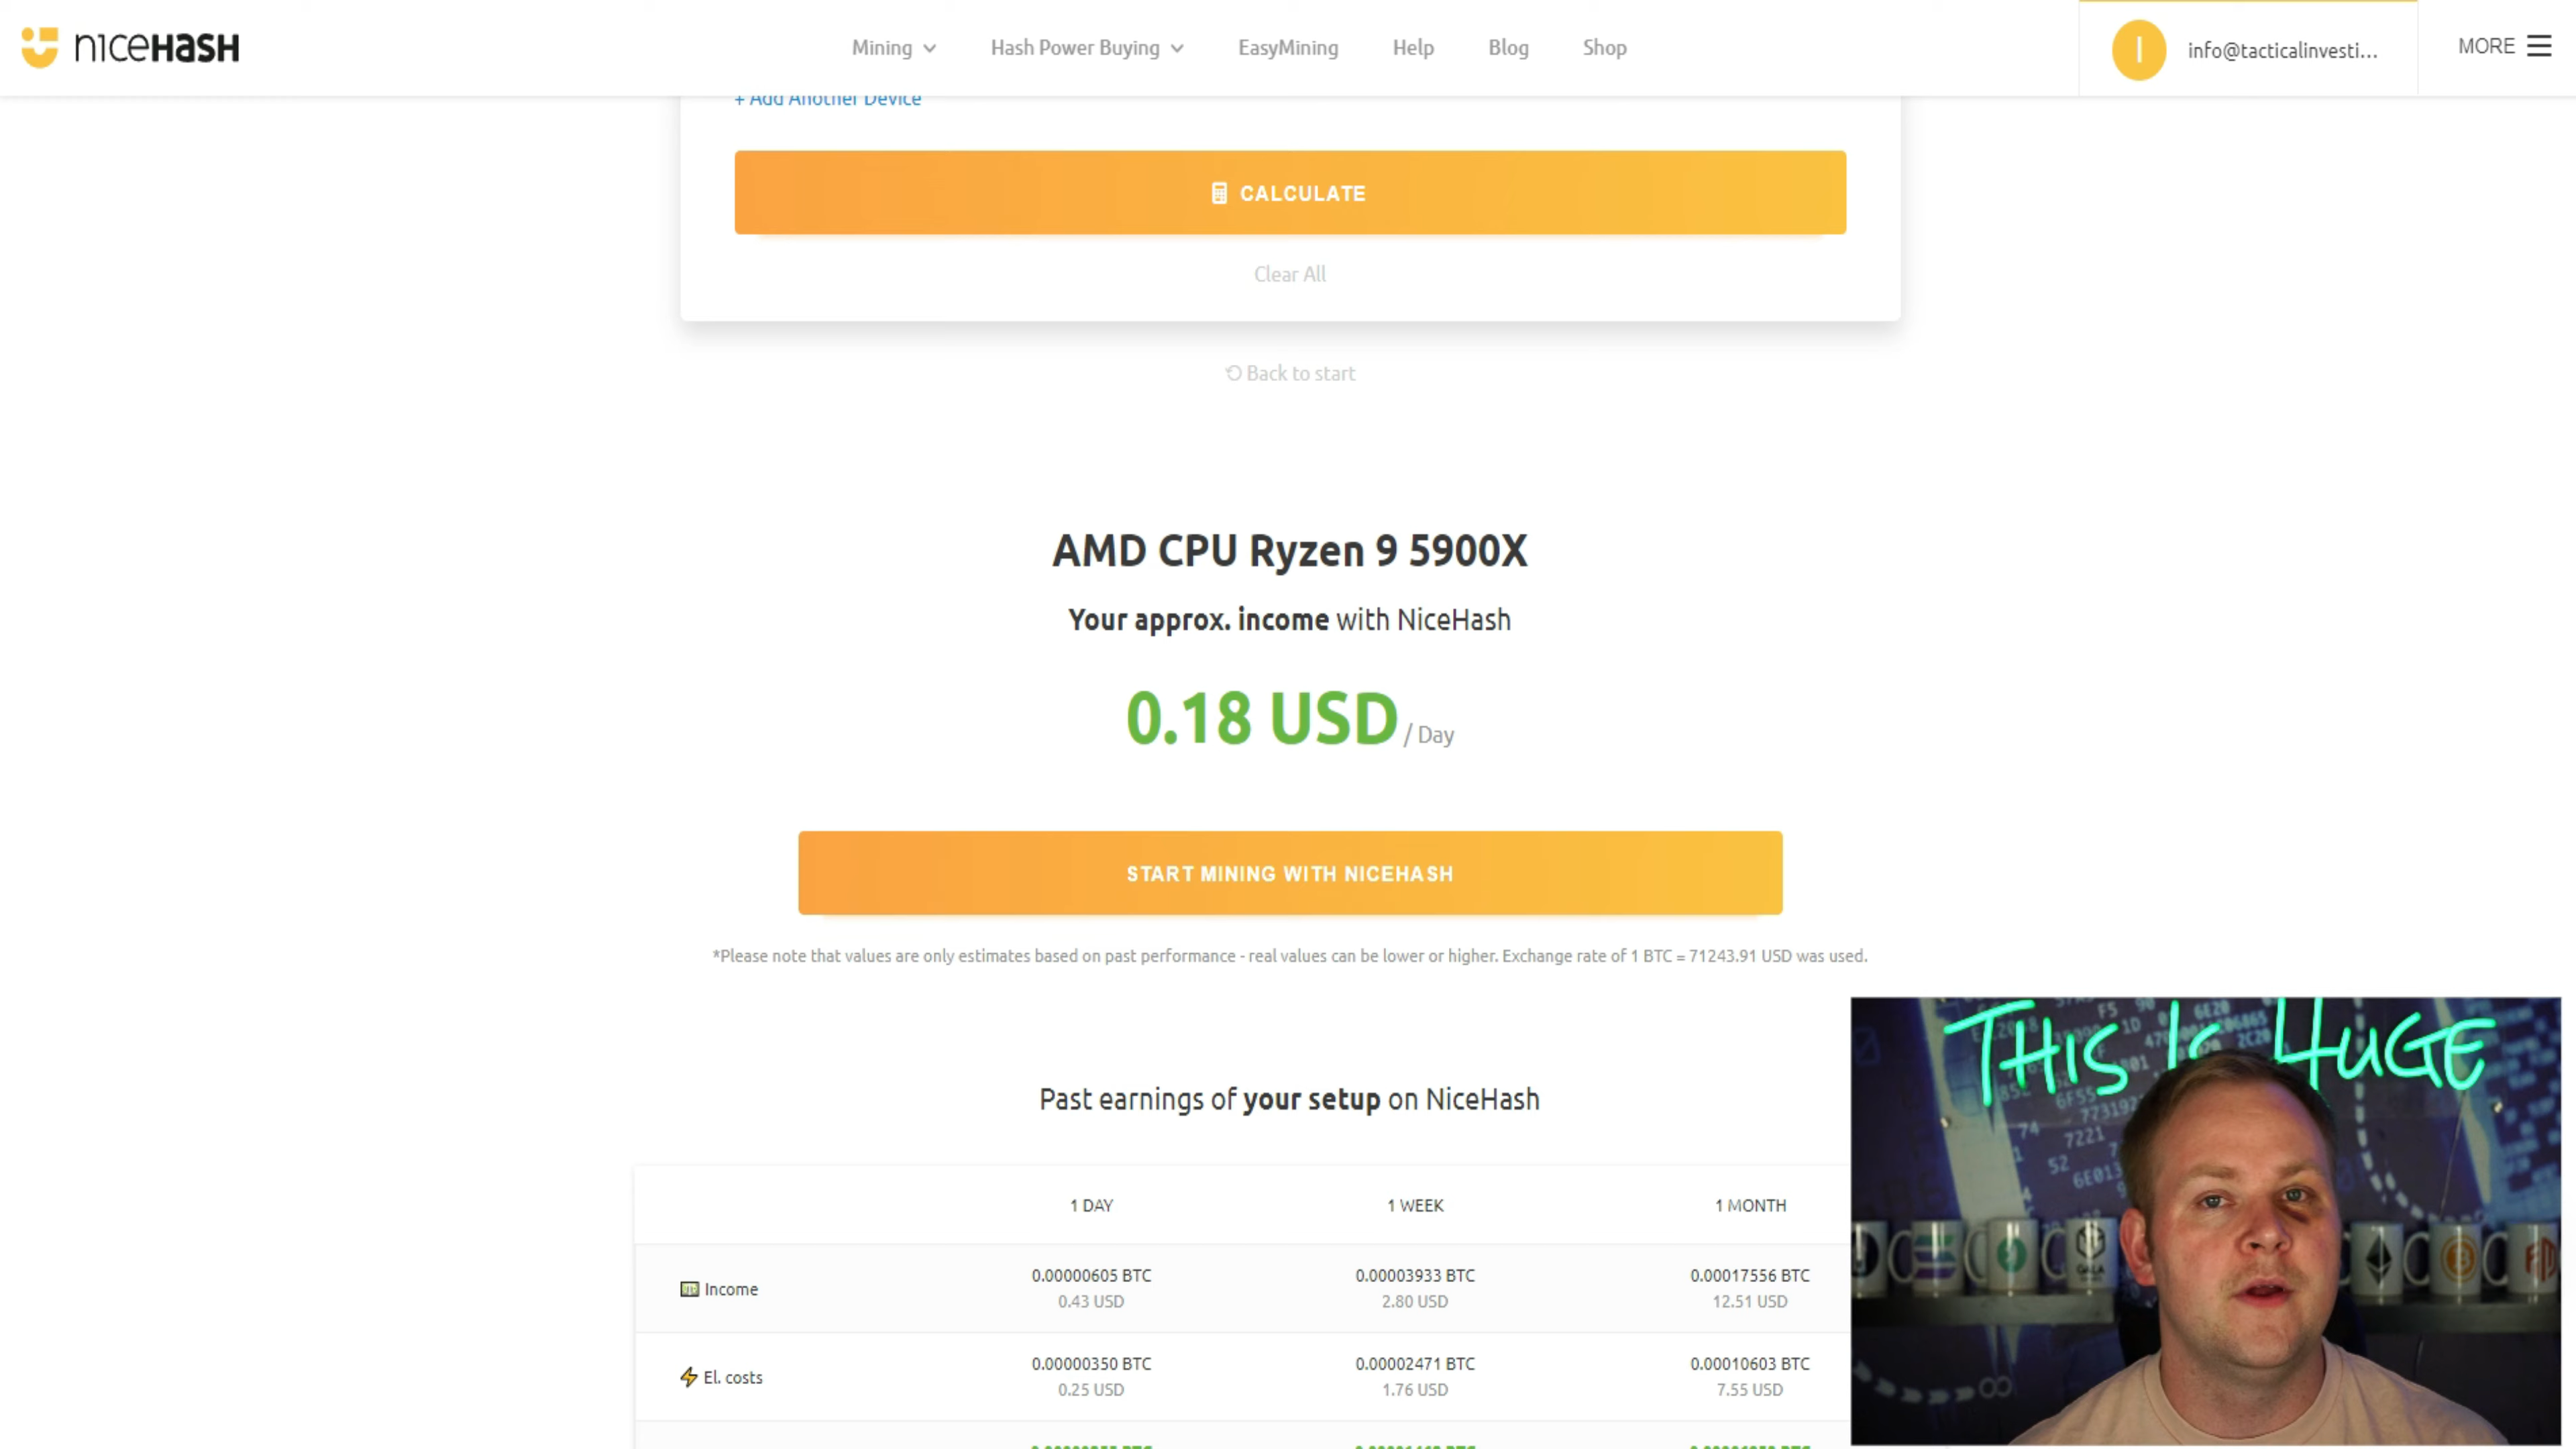 nıceHasH
Mining
Hash Power Buying
EasyMining
Help
Blog
Shop
I
info@tacticalinvesti...
MORE
+ Add Another Device
CALCULATE
Clear All
Back to start
AMD CPU Ryzen 9 5900X
Your approx. income with NiceHash
0.18 USD / Day
START MINING WITH NICEHASH
*Please note that values are only estimates based on past performance - real values can be lower or higher. Exchange rate of 1 BTC = 71243.91 USD was used.
THIS IS HUGE
Past earnings of your setup on NiceHash
1 DAY 1 WEEK 1 MONTH
Income
0.00000605 BTC 0.00003933 BTC 0.00017556 BTC
0.43 USD 2.80 USD 12.51 USD
El. costs
0.00000350 BTC 0.00002471 BTC 0.00010603 BTC
0.25 USD 1.76 USD 7.55 USD
GALA